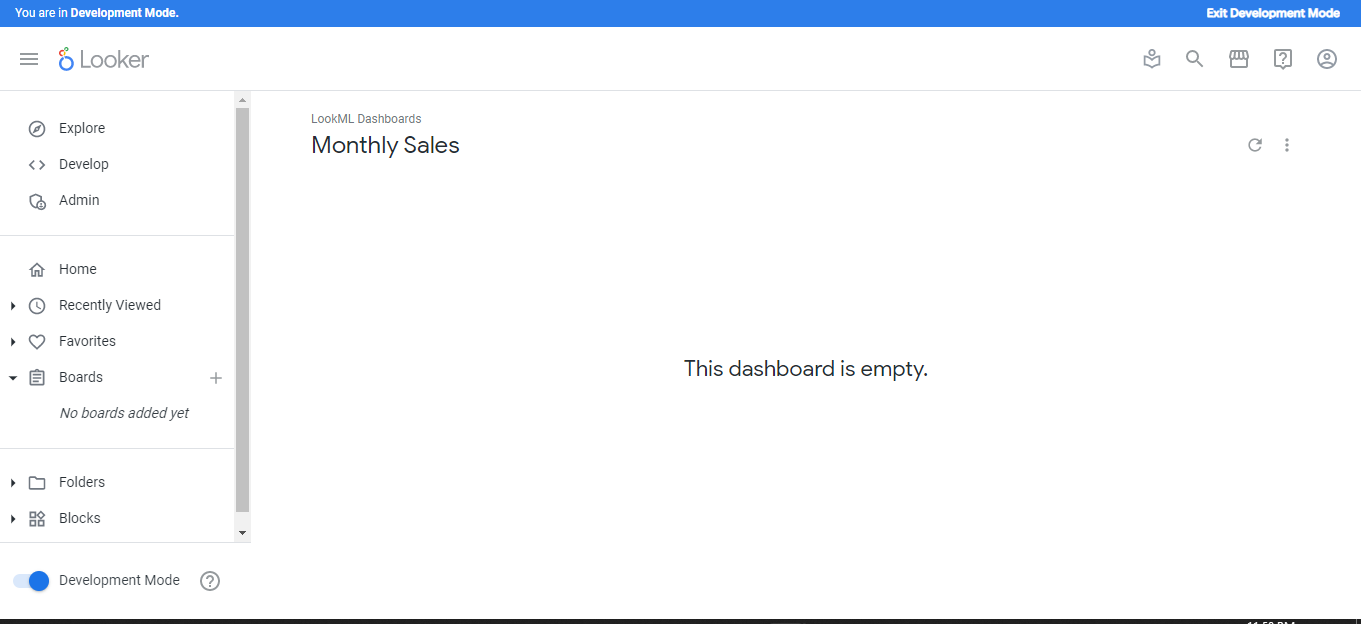 You are in Development Mode.
Exit Development Mode
Looker
Explore
Develop
Admin
Home
Recently Viewed
Favorites
Boards
No boards added yet
Folders
Blocks
Development Mode
LookML Dashboards
Monthly Sales
This dashboard is empty.